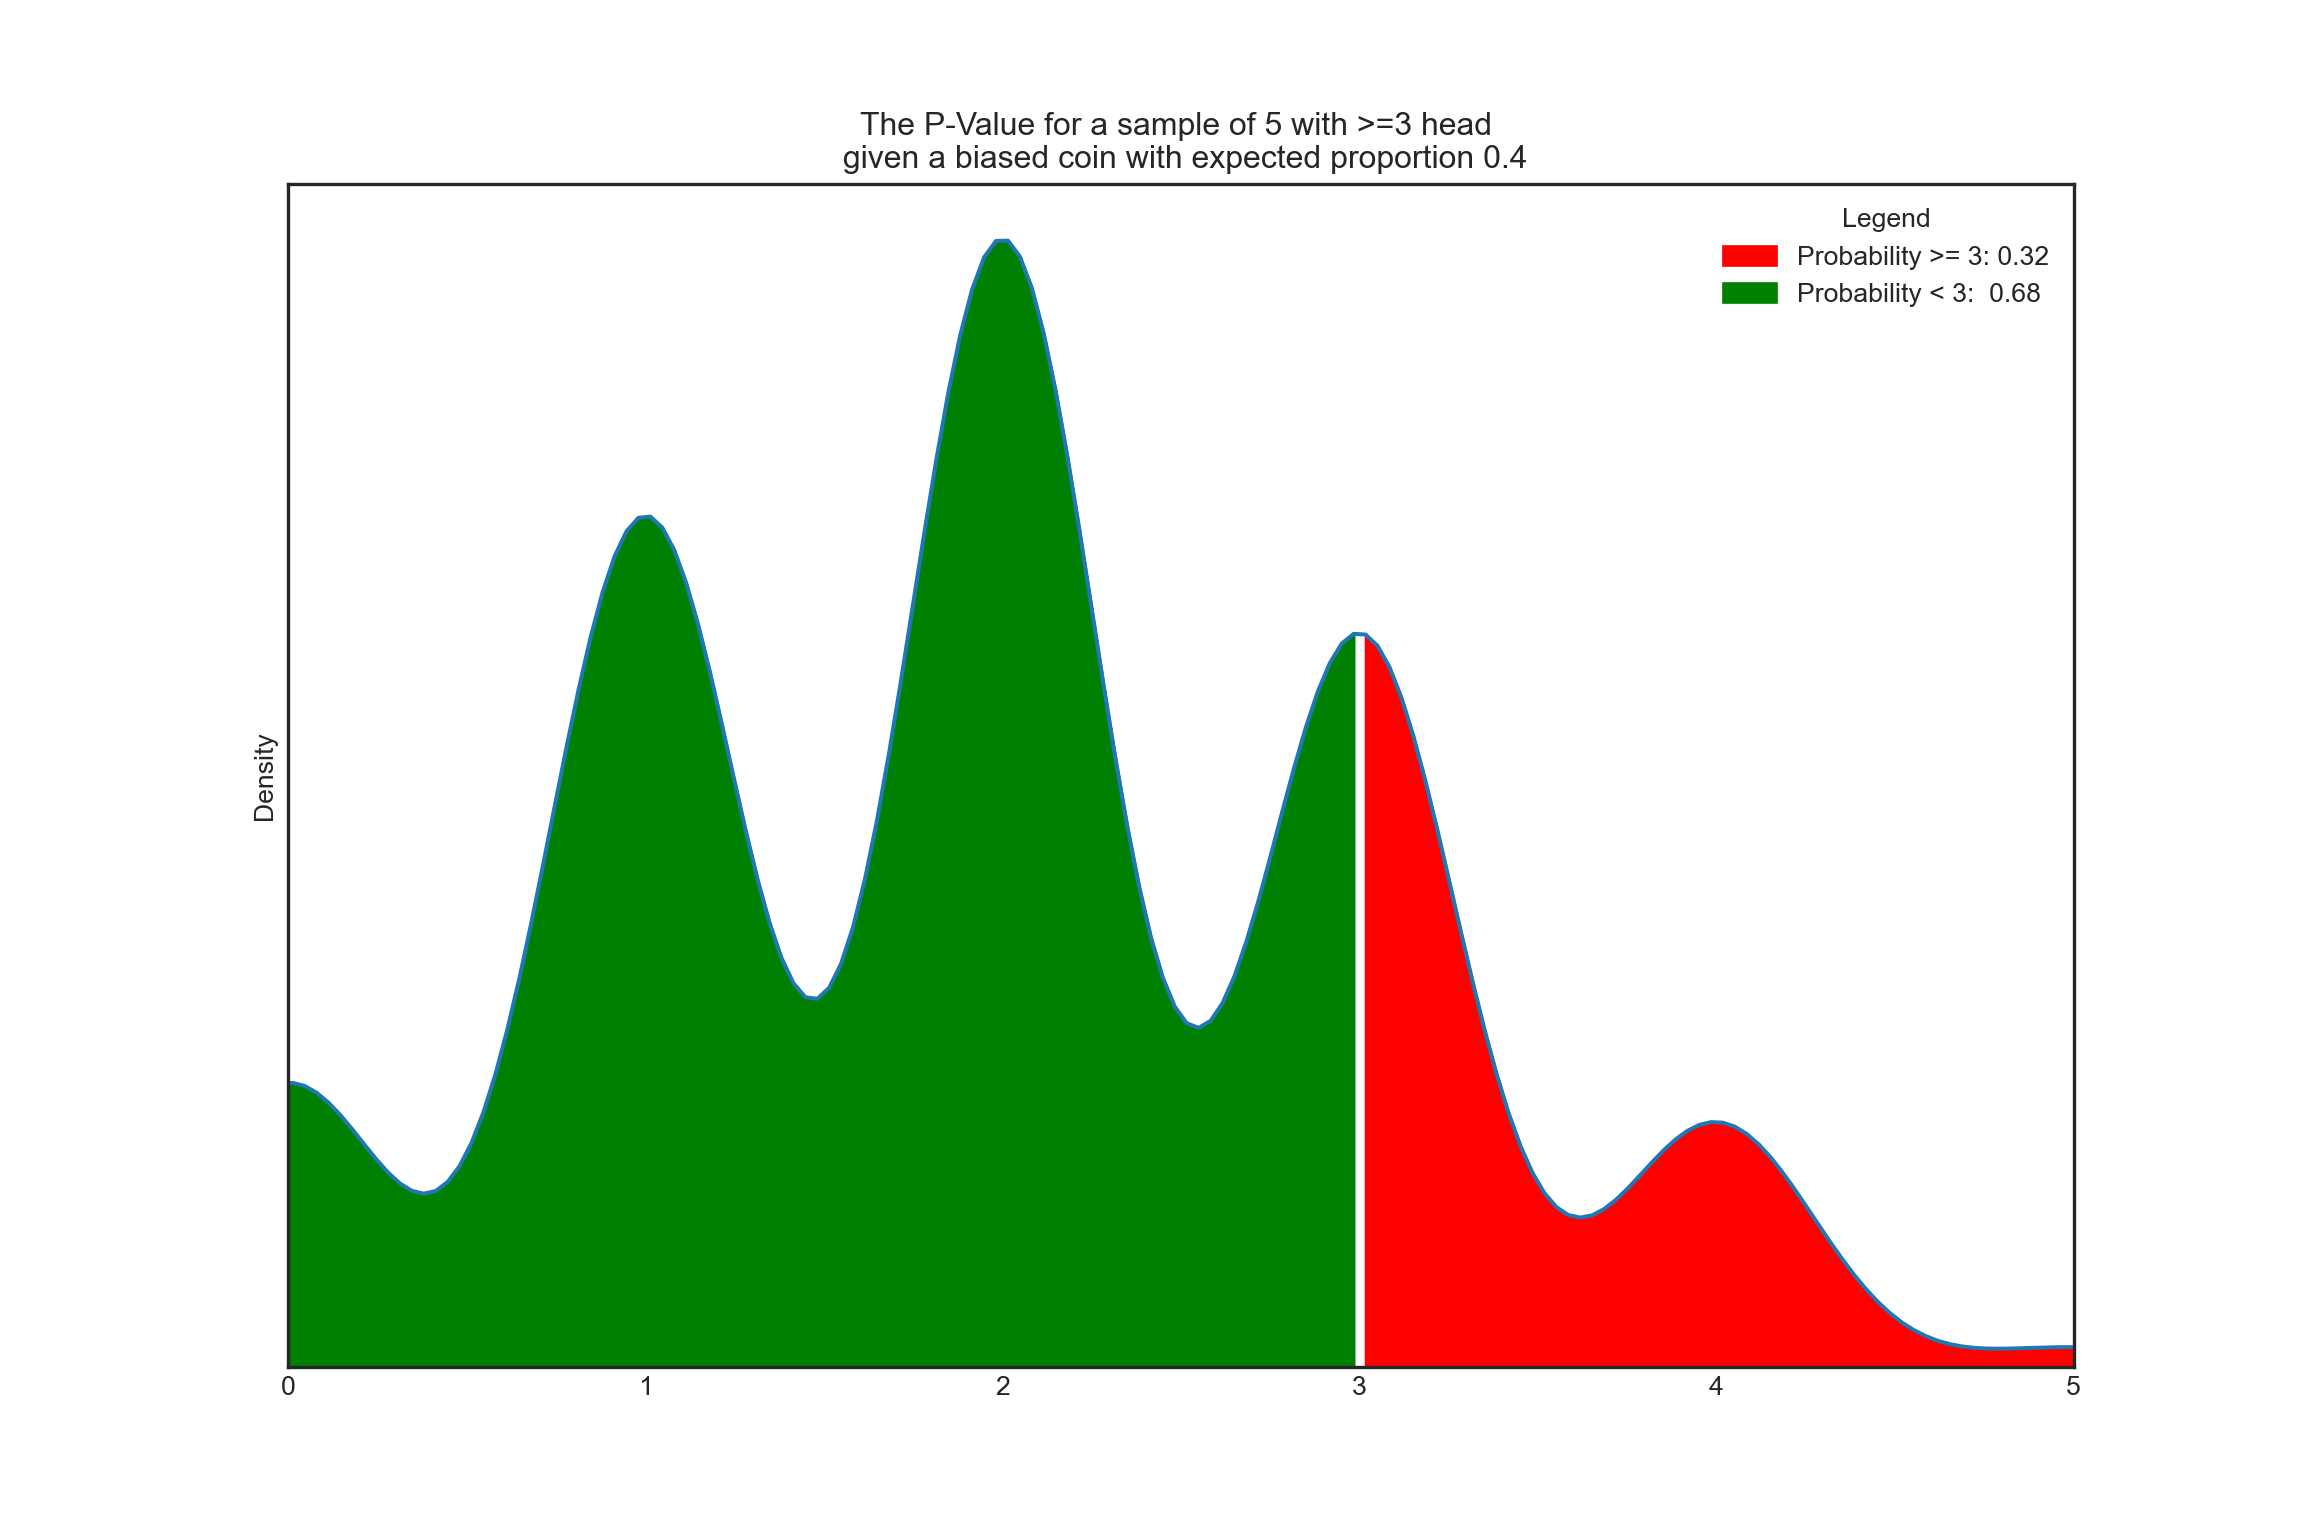 The P-Value for a sample of 5 with >=3 head
given a biased coin with expected proportion 0.4
Legend
Probability >= 3: 0.32
Probability < 3:  0.68
Density
0 1 2 3 4 5